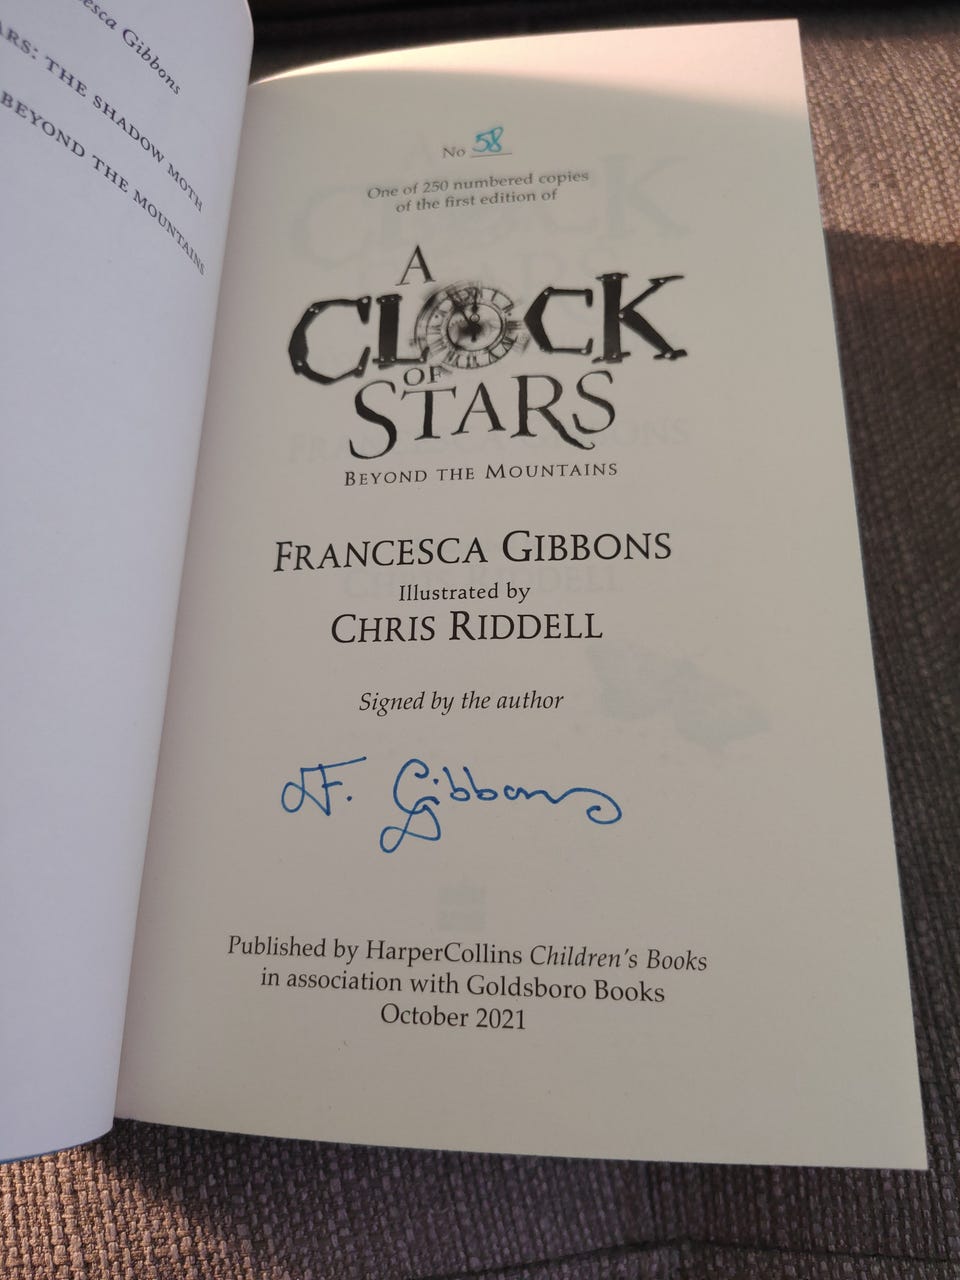 esca Gibbons
ARS: THE SHADOW MOTH
BEYOND THE MOUNTAINS
No 58
One of 250 numbered copies
of the first edition of
A
CLOCK
OF
STARS
BEYOND THE MOUNTAINS
FRANCESCA GIBBONS
Illustrated by
CHRIS RIDDELL
Signed by the author
F. Gibbons
Published by HarperCollins Children's Books
in association with Goldsboro Books
October 2021